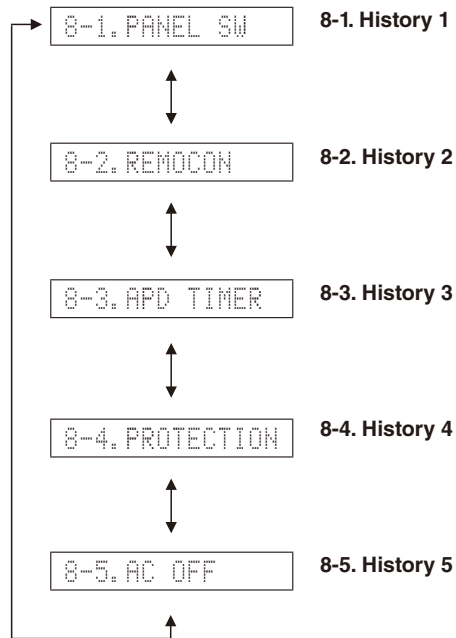 8-1.PANEL SW 8-1. History 1
8-2.REMOCON 8-2. History 2
8-3.APD TIMER 8-3. History 3
8-4.PROTECTION 8-4. History 4
8-5.AC OFF 8-5. History 5